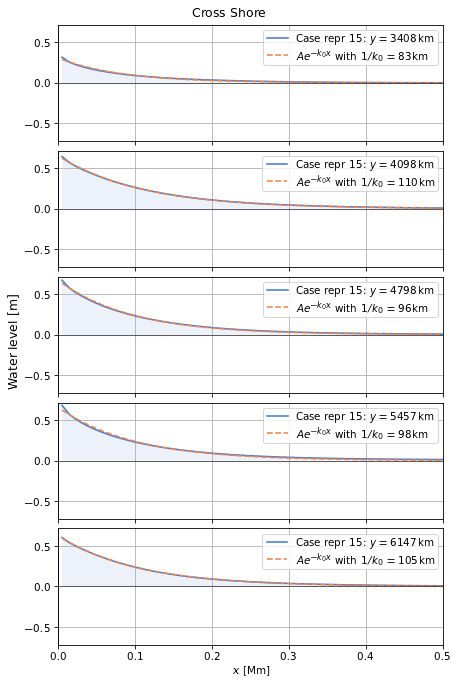 Cross Shore
0.5
0.0
−0.5
Case repr 15: y = 3408 km
Ae^{−k₀x} with 1/k₀ = 83 km
0.5
0.0
−0.5
Case repr 15: y = 4098 km
Ae^{−k₀x} with 1/k₀ = 110 km
0.5
0.0
−0.5
Case repr 15: y = 4798 km
Ae^{−k₀x} with 1/k₀ = 96 km
Water level [m]
0.5
0.0
−0.5
Case repr 15: y = 5457 km
Ae^{−k₀x} with 1/k₀ = 98 km
0.5
0.0
−0.5
Case repr 15: y = 6147 km
Ae^{−k₀x} with 1/k₀ = 105 km
0.0 0.1 0.2 0.3 0.4 0.5
x [Mm]